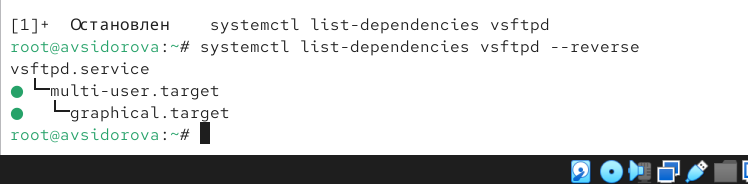 [1]+  Остановлен    systemctl list-dependencies vsftpd
root@avsidorova:~# systemctl list-dependencies vsftpd --reverse
vsftpd.service
● └─multi-user.target
●   └─graphical.target
root@avsidorova:~#